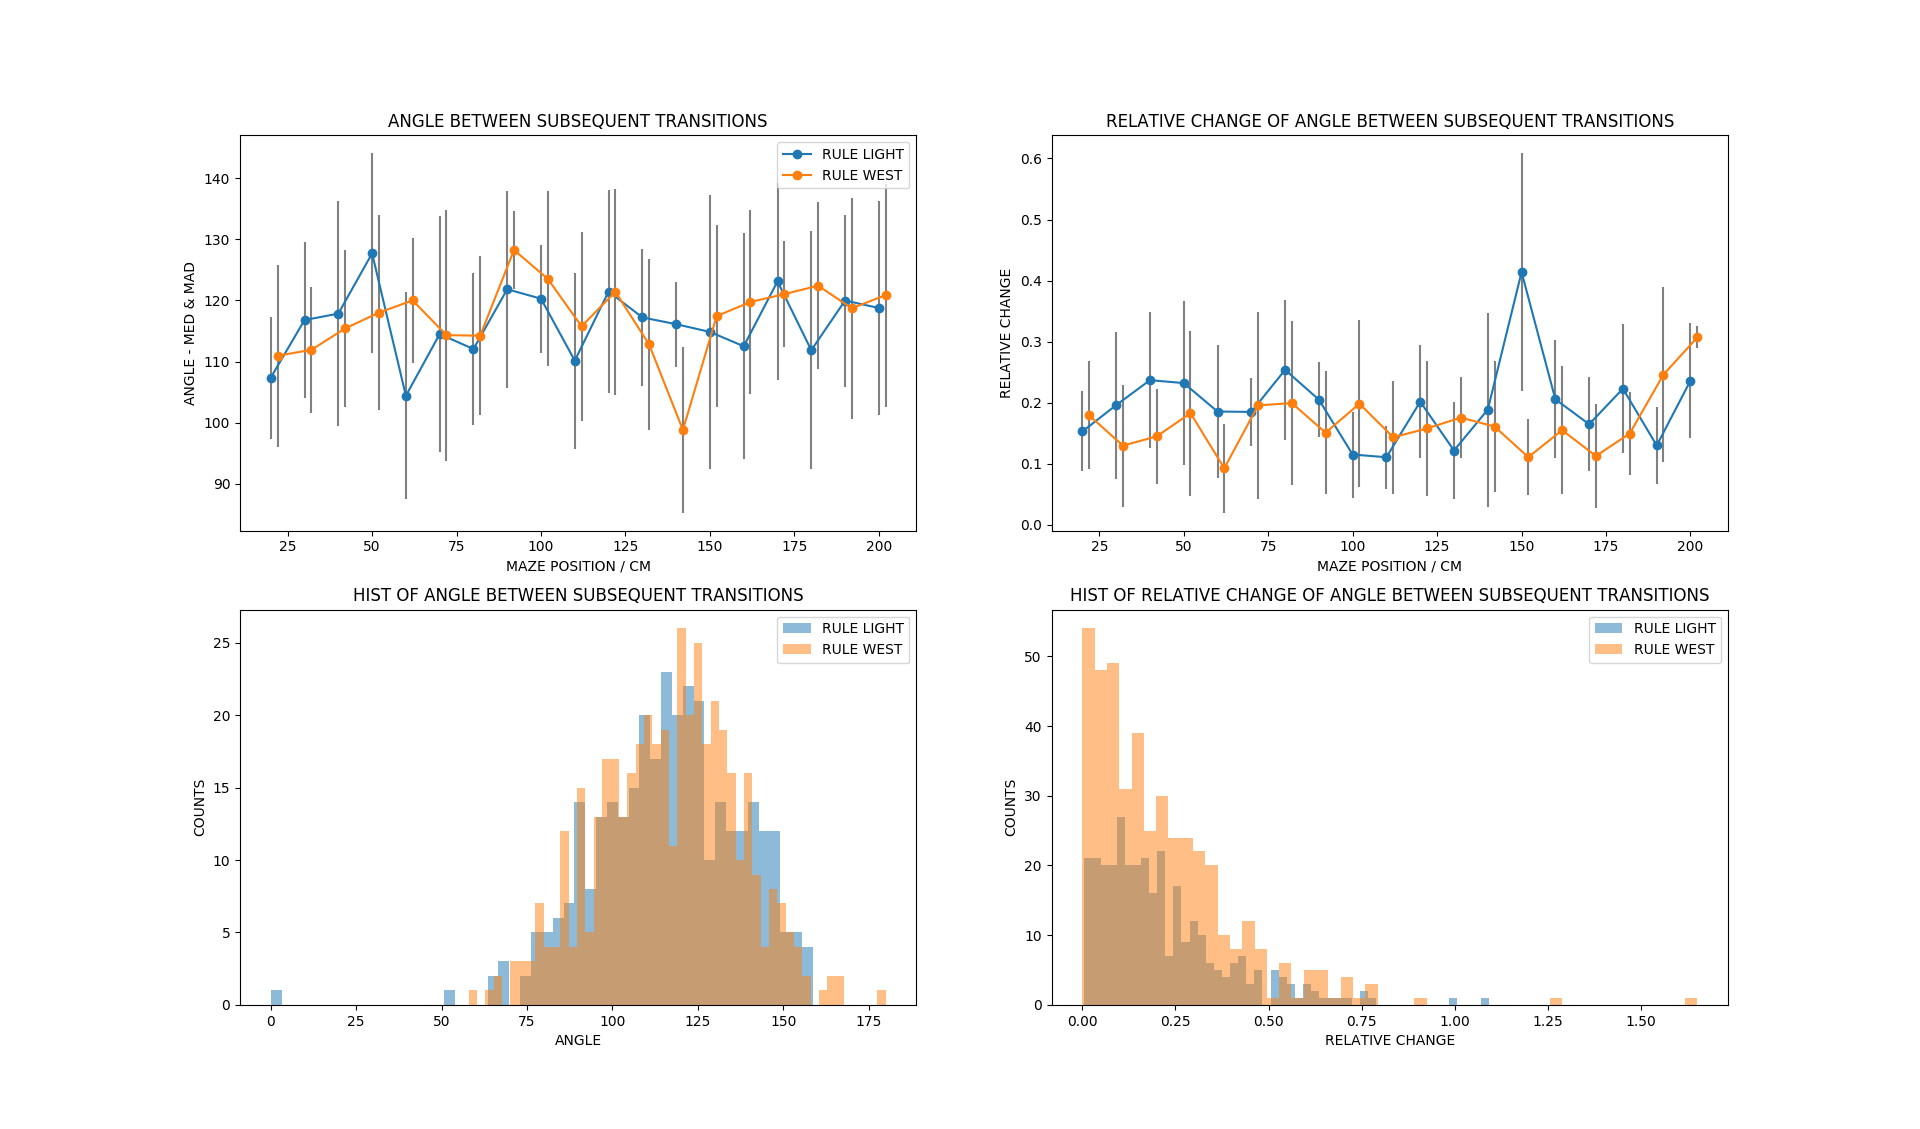 ANGLE BETWEEN SUBSEQUENT TRANSITIONS
RULE LIGHT
RULE WEST
140
130
120
110
100
90
ANGLE - MED & MAD
25 50 75 100 125 150 175 200
MAZE POSITION / CM
RELATIVE CHANGE OF ANGLE BETWEEN SUBSEQUENT TRANSITIONS
0.6
0.5
0.4
0.3
0.2
0.1
0.0
RELATIVE CHANGE
25 50 75 100 125 150 175 200
MAZE POSITION / CM
HIST OF ANGLE BETWEEN SUBSEQUENT TRANSITIONS
RULE LIGHT
RULE WEST
25
20
15
10
5
0
COUNTS
0 25 50 75 100 125 150 175
ANGLE
HIST OF RELATIVE CHANGE OF ANGLE BETWEEN SUBSEQUENT TRANSITIONS
RULE LIGHT
RULE WEST
50
40
30
20
10
0
COUNTS
0.00 0.25 0.50 0.75 1.00 1.25 1.50
RELATIVE CHANGE